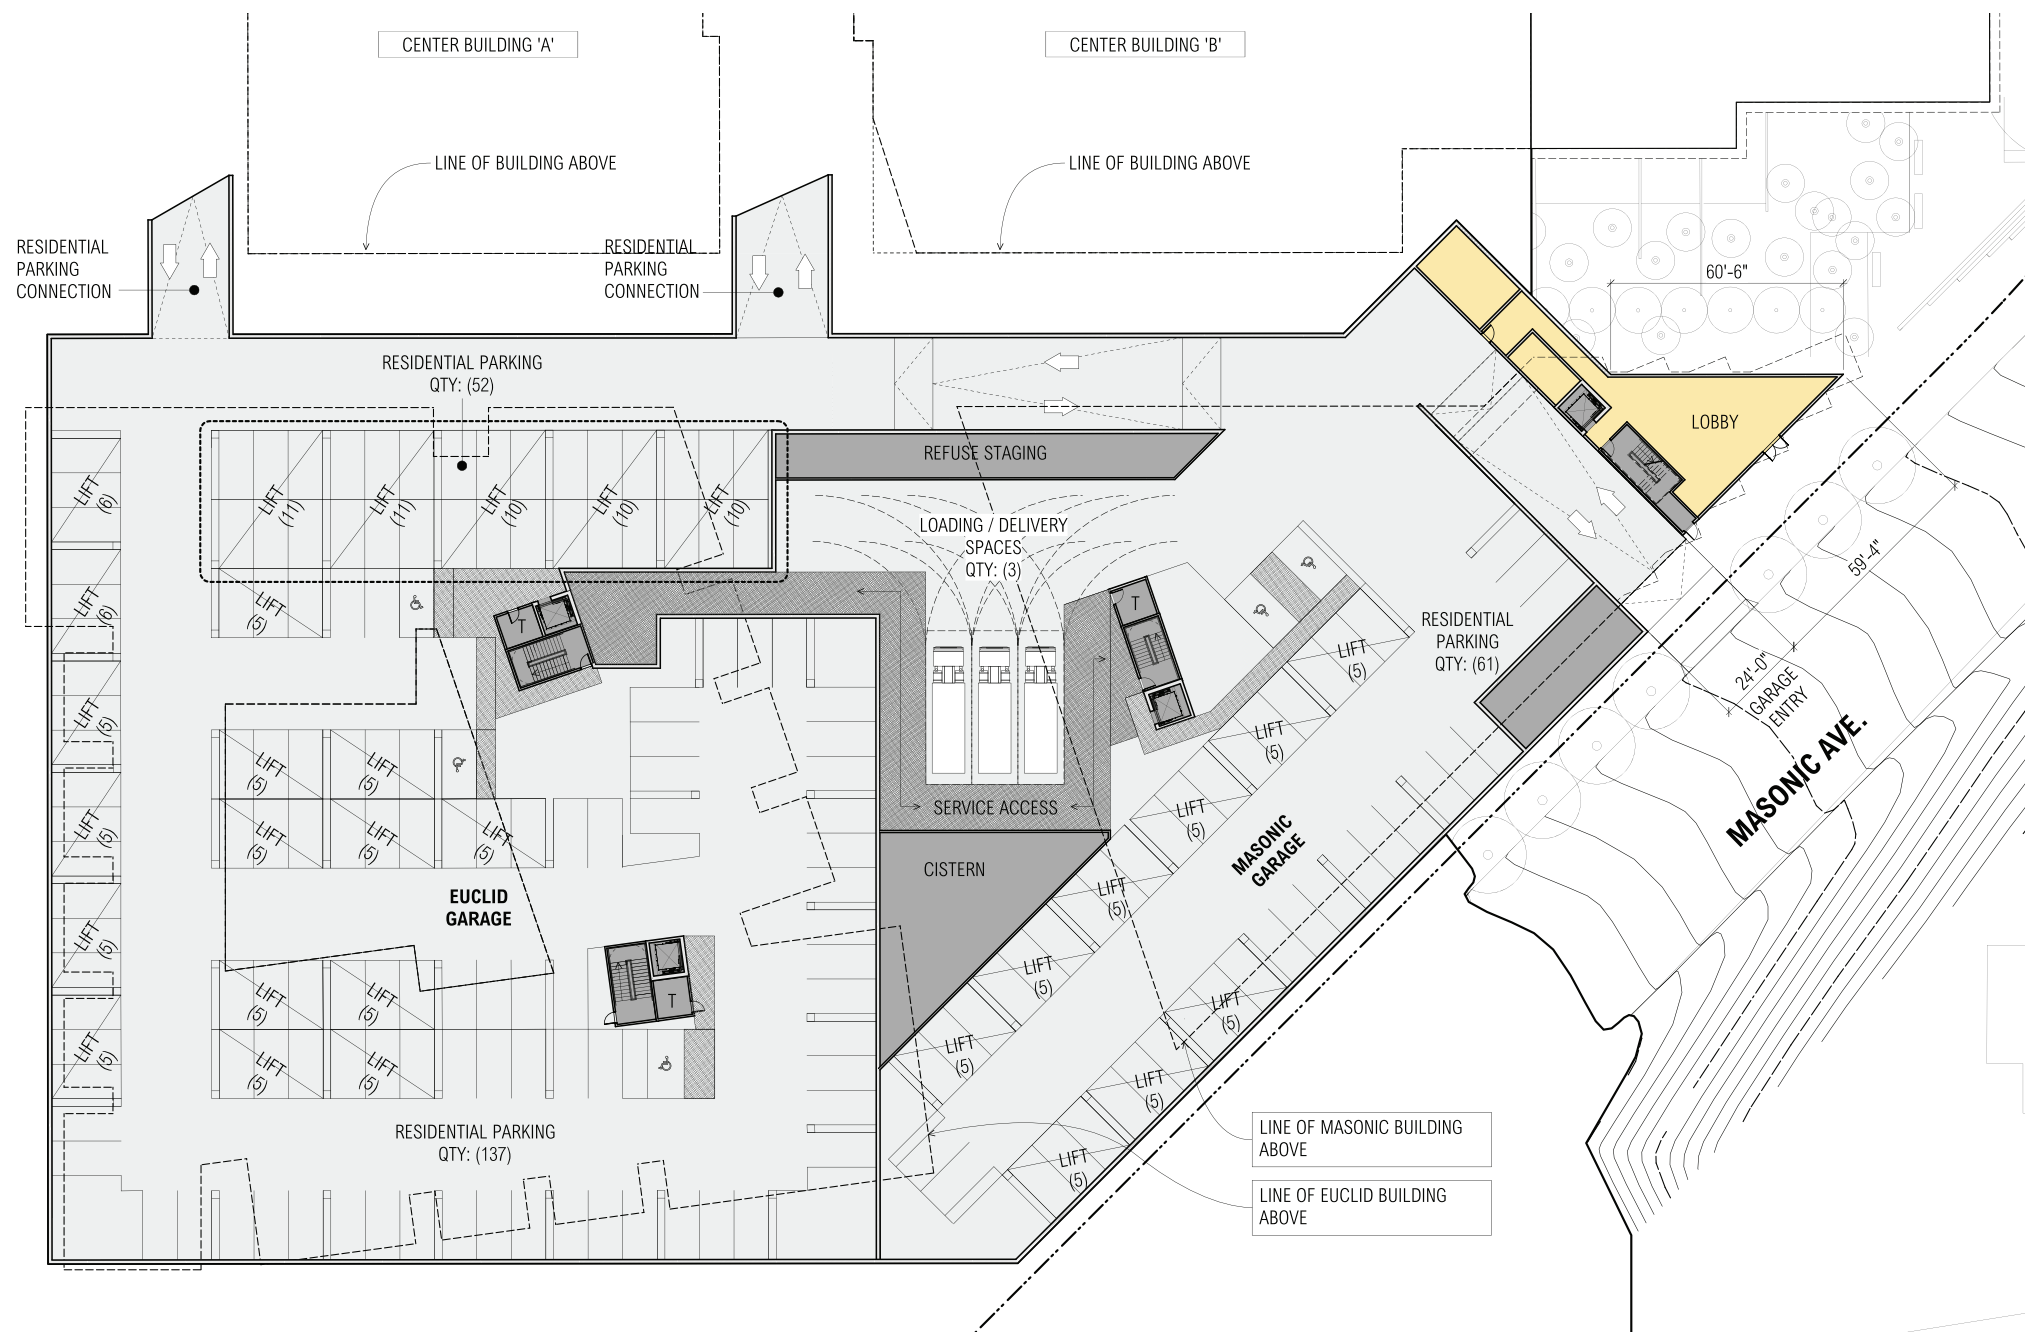 CENTER BUILDING 'A'
CENTER BUILDING 'B'
LINE OF BUILDING ABOVE
LINE OF BUILDING ABOVE
RESIDENTIAL
PARKING
CONNECTION
RESIDENTIAL
PARKING
CONNECTION
60'-6"
RESIDENTIAL PARKING
QTY: (52)
LOBBY
REFUSE STAGING
LIFT
(6)
LIFT
(11)
LIFT
(11)
LIFT
(10)
LIFT
(10)
LIFT
(10)
LOADING / DELIVERY
SPACES
QTY: (3)
59'-4"
LIFT
(6)
LIFT
(5)
T
T
RESIDENTIAL
PARKING
QTY: (61)
LIFT
(5)
24'-0"
GARAGE
ENTRY
MASONIC AVE.
LIFT
(5)
LIFT
(5)
LIFT
(5)
LIFT
(5)
LIFT
(5)
SERVICE ACCESS
LIFT
(5)
LIFT
(5)
LIFT
(5)
LIFT
(5)
LIFT
(5)
MASONIC
GARAGE
CISTERN
LIFT
(5)
EUCLID
GARAGE
LIFT
(5)
LIFT
(5)
LIFT
(5)
LIFT
(5)
T
LIFT
(5)
LIFT
(5)
LIFT
(5)
LIFT
(5)
LIFT
(5)
LIFT
(5)
RESIDENTIAL PARKING
QTY: (137)
LIFT
(5)
LINE OF MASONIC BUILDING
ABOVE
LINE OF EUCLID BUILDING
ABOVE